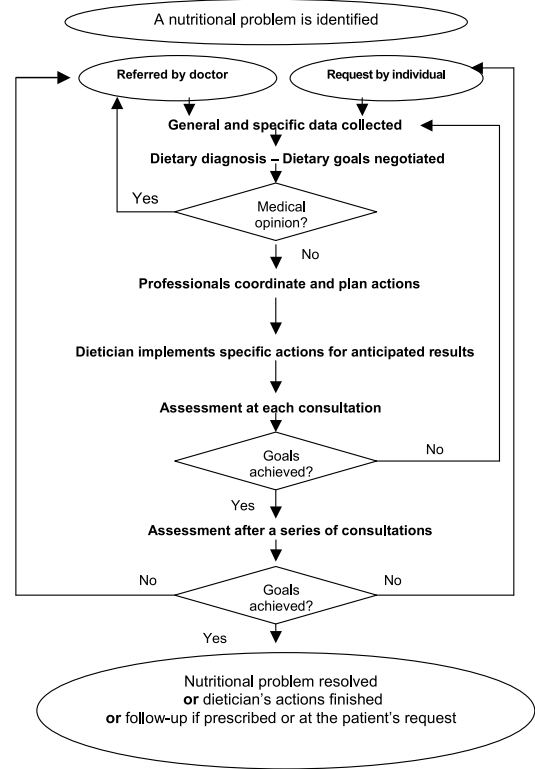 A nutritional problem is identified
Referred by doctor
Request by individual
General and specific data collected
Dietary diagnosis – Dietary goals negotiated
Yes
Medical
opinion?
No
Professionals coordinate and plan actions
Dietician implements specific actions for anticipated results
Assessment at each consultation
Goals
achieved?
No
Yes
Assessment after a series of consultations
No
Goals
achieved?
No
Yes
Nutritional problem resolved
or dietician's actions finished
or follow-up if prescribed or at the patient's request